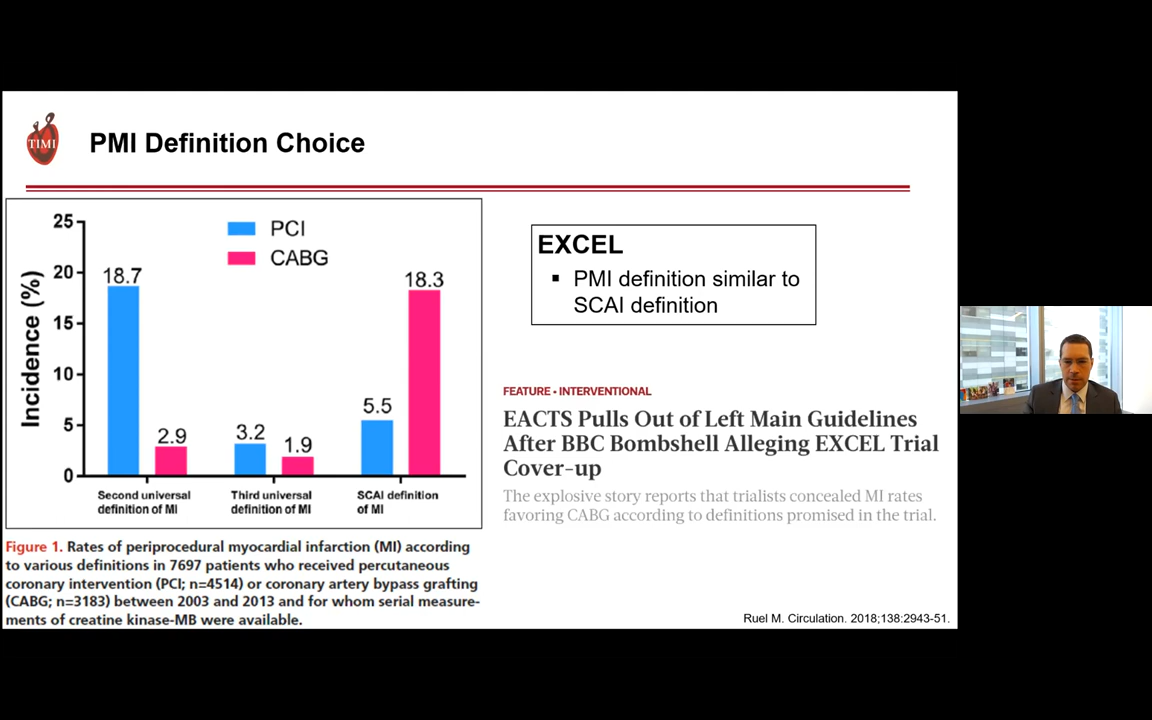 TIMI
PMI Definition Choice
Incidence (%)
25
20
15
10
5
0
PCI
CABG
18.7
2.9
3.2
1.9
5.5
18.3
Second universal
definition of MI
Third universal
definition of MI
SCAI definition
of MI
Figure 1. Rates of periprocedural myocardial infarction (MI) according
to various definitions in 7697 patients who received percutaneous
coronary intervention (PCI; n=4514) or coronary artery bypass grafting
(CABG; n=3183) between 2003 and 2013 and for whom serial measure-
ments of creatine kinase-MB were available.
EXCEL
▪ PMI definition similar to
SCAI definition
FEATURE • INTERVENTIONAL
EACTS Pulls Out of Left Main Guidelines
After BBC Bombshell Alleging EXCEL Trial
Cover-up
The explosive story reports that trialists concealed MI rates
favoring CABG according to definitions promised in the trial.
Ruel M. Circulation. 2018;138:2943-51.